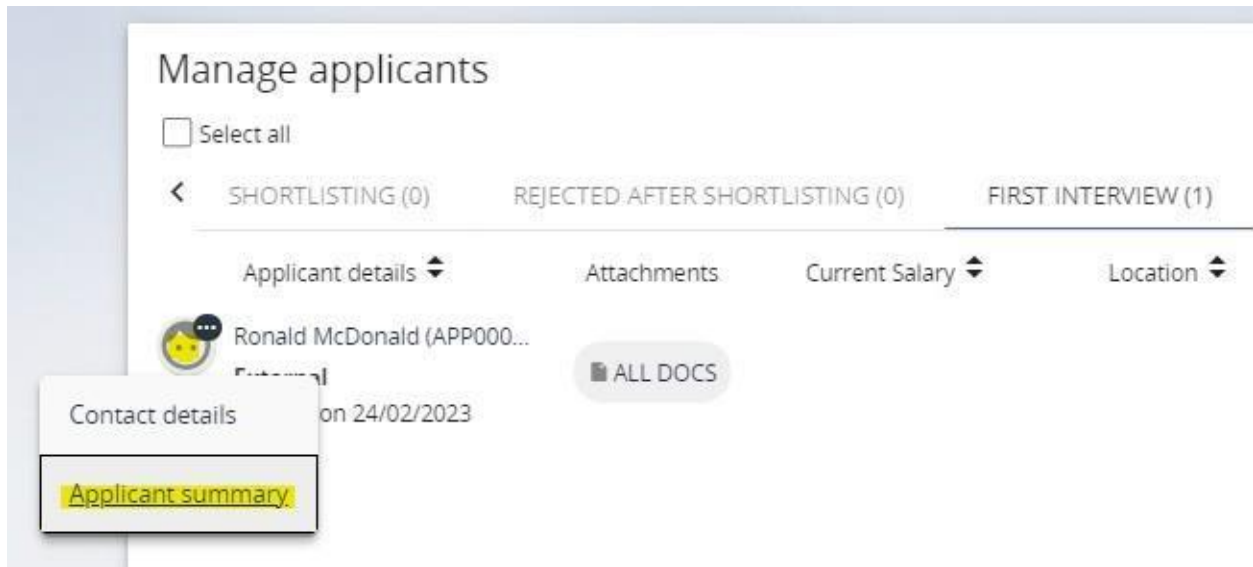 Manage applicants
Select all
SHORTLISTING (0) REJECTED AFTER SHORTLISTING (0) FIRST INTERVIEW (1)
Applicant details Attachments Current Salary Location
Ronald McDonald (APP000...
ALL DOCS
Contact details
on 24/02/2023
Applicant summary